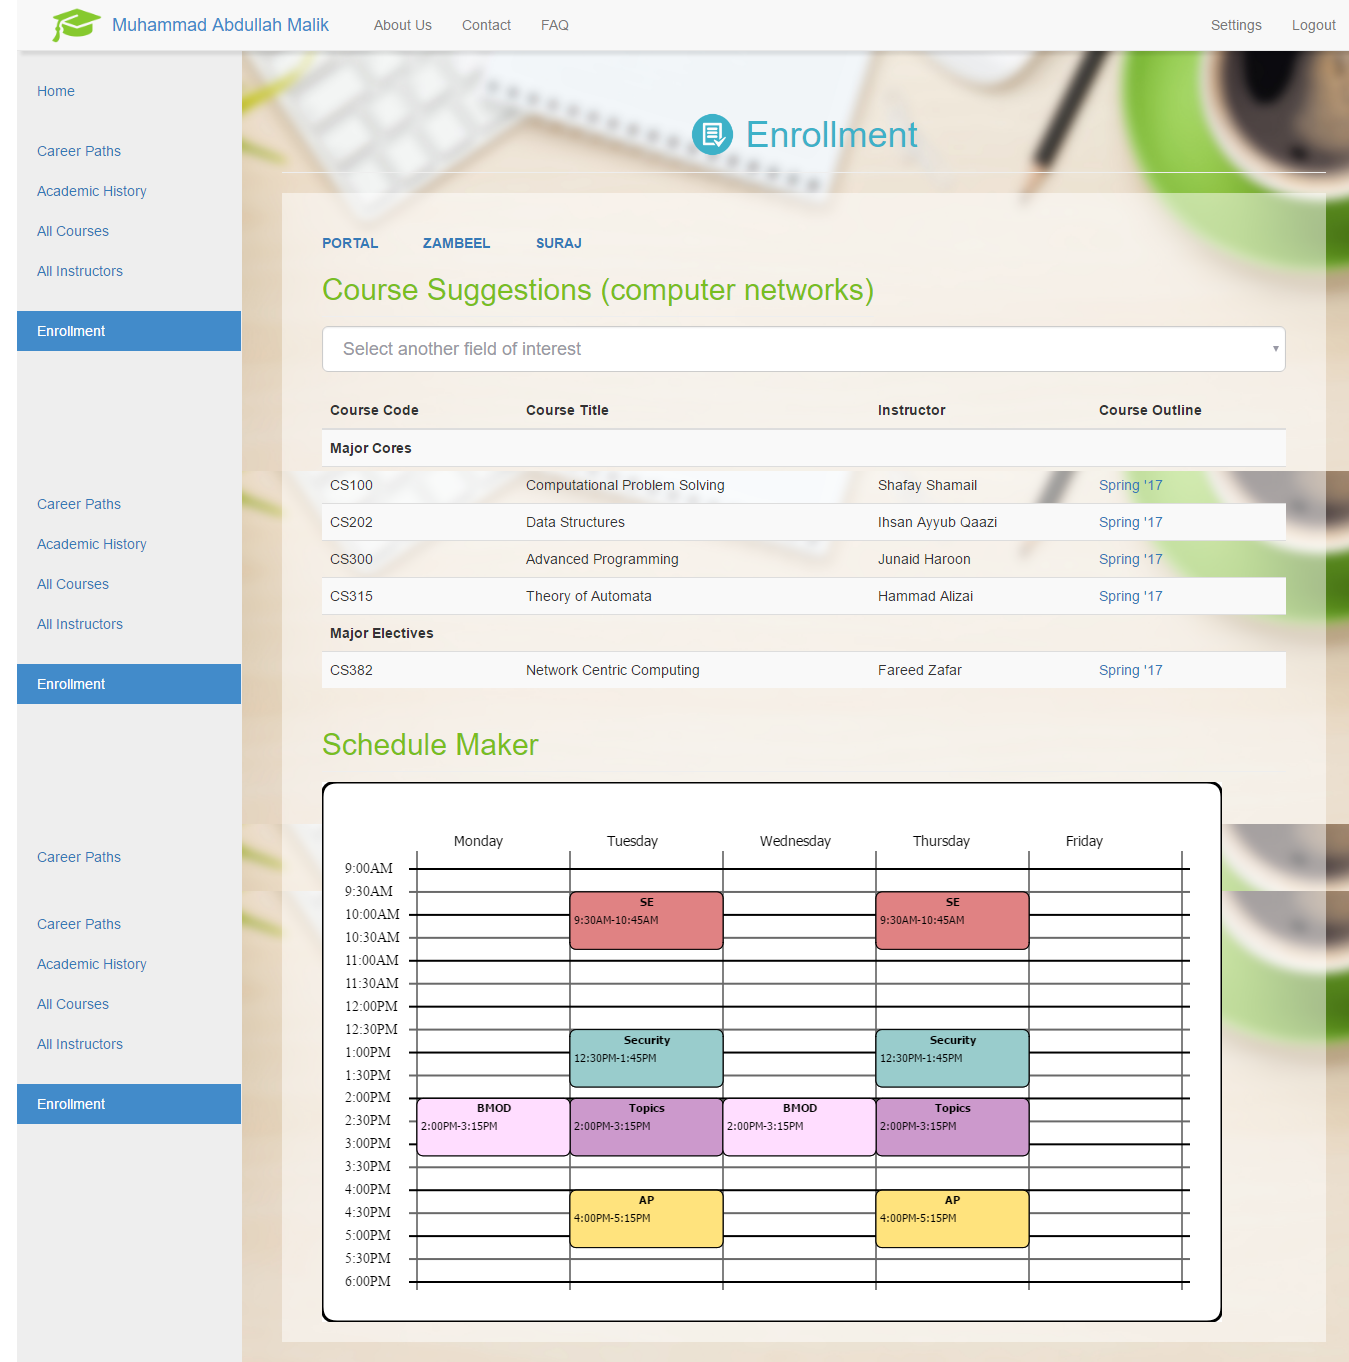 Muhammad Abdullah Malik About Us Contact FAQ Settings Logout
Home
Career Paths
Academic History
All Courses
All Instructors
Enrollment
Career Paths
Academic History
All Courses
All Instructors
Enrollment
Career Paths
Career Paths
Academic History
All Courses
All Instructors
Enrollment
Enrollment
PORTAL ZAMBEEL SURAJ
Course Suggestions (computer networks)
Select another field of interest
Course Code Course Title Instructor Course Outline
Major Cores
CS100 Computational Problem Solving Shafay Shamail Spring '17
CS202 Data Structures Ihsan Ayyub Qaazi Spring '17
CS300 Advanced Programming Junaid Haroon Spring '17
CS315 Theory of Automata Hammad Alizai Spring '17
Major Electives
CS382 Network Centric Computing Fareed Zafar Spring '17
Schedule Maker
Monday Tuesday Wednesday Thursday Friday
9:00AM
9:30AM
SE SE
10:00AM 9:30AM-10:45AM 9:30AM-10:45AM
10:30AM
11:00AM
11:30AM
12:00PM
12:30PM
Security Security
1:00PM 12:30PM-1:45PM 12:30PM-1:45PM
1:30PM
2:00PM
BMOD Topics BMOD Topics
2:30PM 2:00PM-3:15PM 2:00PM-3:15PM 2:00PM-3:15PM 2:00PM-3:15PM
3:00PM
3:30PM
4:00PM
AP AP
4:30PM 4:00PM-5:15PM 4:00PM-5:15PM
5:00PM
5:30PM
6:00PM